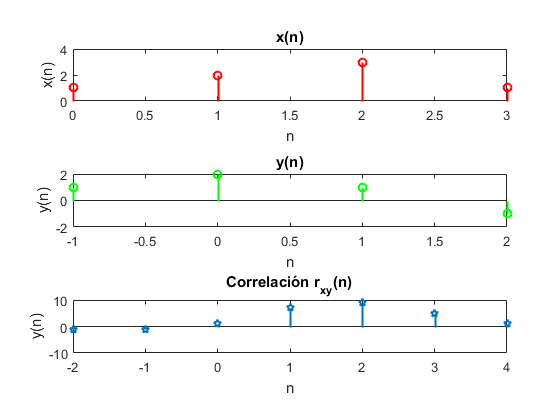 x(n)
4
2
0
x(n)
0 0.5 1 1.5 2 2.5 3
n
y(n)
2
0
-2
y(n)
-1 -0.5 0 0.5 1 1.5 2
n
Correlación r_xy(n)
10
0
-10
y(n)
-2 -1 0 1 2 3 4
n